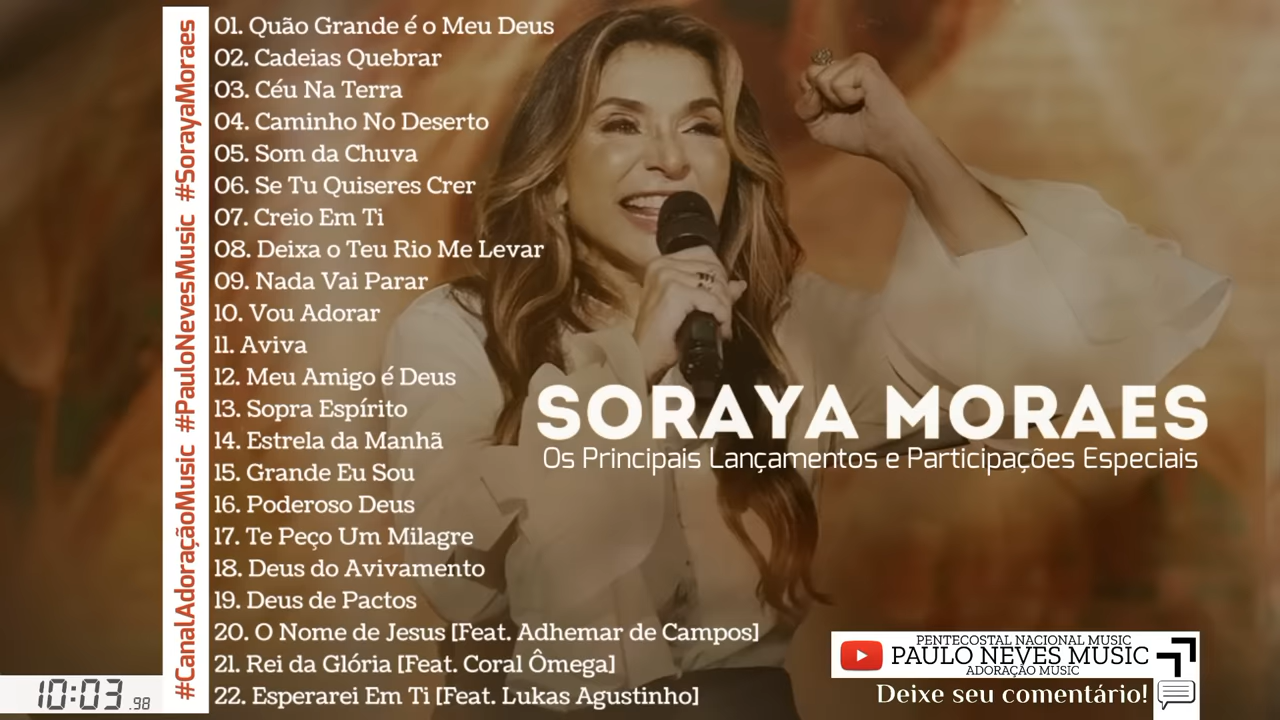 #CanalAdoraçãoMusic #PauloNevesMusic #SorayaMoraes
01. Quão Grande é o Meu Deus
02. Cadeias Quebrar
03. Céu Na Terra
04. Caminho No Deserto
05. Som da Chuva
06. Se Tu Quiseres Crer
07. Creio Em Ti
08. Deixa o Teu Rio Me Levar
09. Nada Vai Parar
10. Vou Adorar
11. Aviva
12. Meu Amigo é Deus
13. Sopra Espírito
14. Estrela da Manhã
15. Grande Eu Sou
16. Poderoso Deus
17. Te Peço Um Milagre
18. Deus do Avivamento
19. Deus de Pactos
20. O Nome de Jesus [Feat. Adhemar de Campos]
21. Rei da Glória [Feat. Coral Ômega]
22. Esperarei Em Ti [Feat. Lukas Agustinho]
SORAYA MORAES
Os Principais Lançamentos e Participações Especiais
PENTECOSTAL NACIONAL MUSIC
PAULO NEVES MUSIC
ADORAÇÃO MUSIC
Deixe seu comentário!
10:03.98